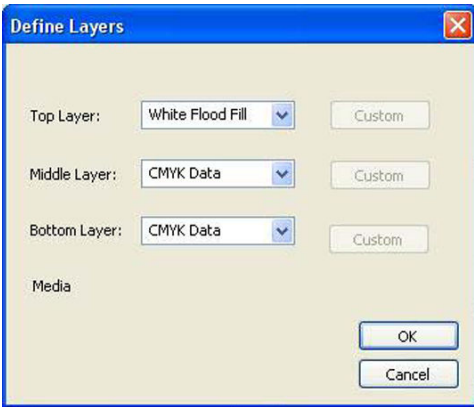 Define Layers
Top Layer: White Flood Fill Custom
Middle Layer: CMYK Data Custom
Bottom Layer: CMYK Data Custom
Media
OK
Cancel